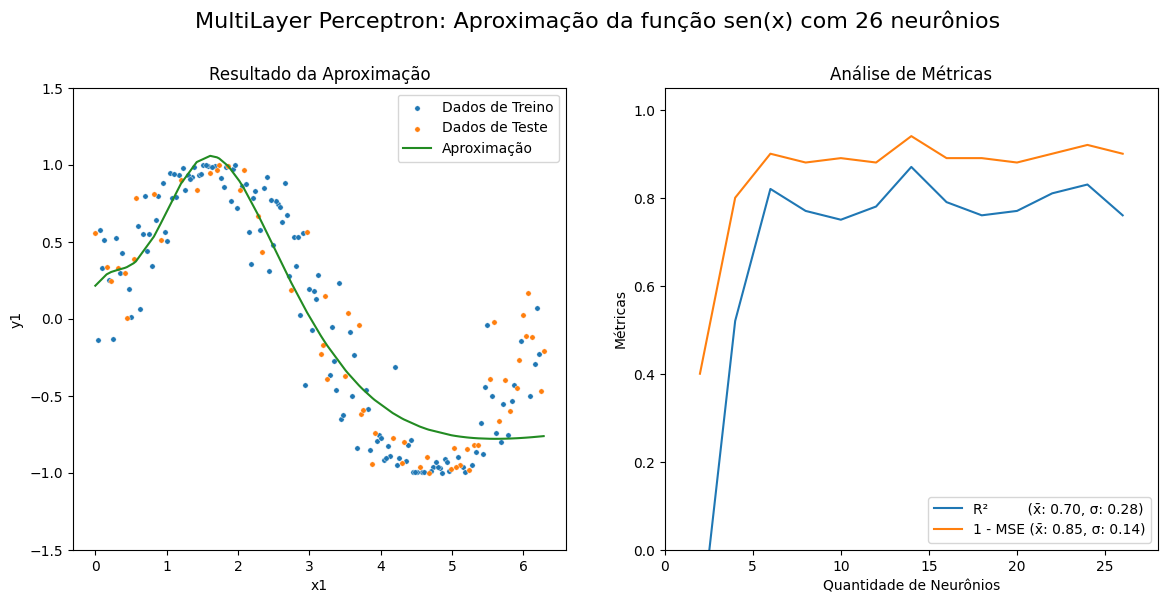 MultiLayer Perceptron: Aproximação da função sen(x) com 26 neurônios
Resultado da Aproximação
1.5
1.0
0.5
0.0
−0.5
−1.0
−1.5
y1
0 1 2 3 4 5 6
x1
Dados de Treino
Dados de Teste
Aproximação
Análise de Métricas
1.0
0.8
0.6
0.4
0.2
0.0
Métricas
0 5 10 15 20 25
Quantidade de Neurônios
R² (x̄: 0.70, σ: 0.28)
1 - MSE (x̄: 0.85, σ: 0.14)